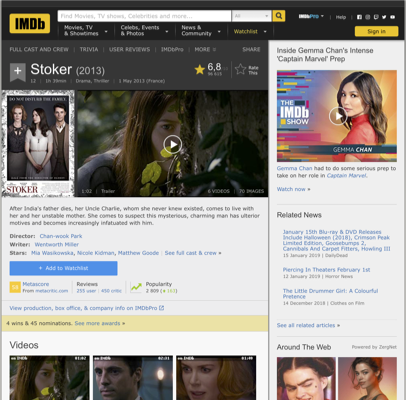 IMDb
Find Movies, TV shows, Celebrities and more...
All
IMDbPro
Help
Movies, TV
& Showtimes
Celebs, Events
& Photos
News &
Community
Watchlist
Sign in
FULL CAST AND CREW | TRIVIA | USER REVIEWS | IMDbPro | MORE
SHARE
Stoker (2013)
12 | 1h 39min | Drama, Thriller | 1 May 2013 (France)
6,8
Rate
This
DO NOT DISTURB THE FAMILY.
STOKER
1:02 | Trailer
6 VIDEOS | 70 IMAGES
After India's father dies, her Uncle Charlie, whom she never knew existed, comes to live with
her and her unstable mother. She comes to suspect this mysterious, charming man has ulterior
motives and becomes increasingly infatuated with him.
Director: Chan-wook Park
Writer: Wentworth Miller
Stars: Mia Wasikowska, Nicole Kidman, Matthew Goode | See full cast & crew »
+ Add to Watchlist
Metascore
From metacritic.com
Reviews
255 user | 450 critic
Popularity
View production, box office, & company info on IMDbPro
4 wins & 45 nominations. See more awards »
Videos
IMDb
01:02
IMDb
IMDb
Inside Gemma Chan's Intense
'Captain Marvel' Prep
THE
IMDb
SHOW
GEMMA CHAN
Gemma Chan had to do some serious prep to
take on her role in Captain Marvel.
Watch now »
Related News
January 15th Blu-ray & DVD Releases
Include Halloween (2018), Crimson Peak
Limited Edition, Goosebumps 2,
Cannibals And Carpet Fitters, Howling III
15 January 2019 | DailyDead
Piercing In Theaters February 1st
12 January 2019 | Horror News
The Little Drummer Girl: A Colourful
Pretence
14 December 2018 | Clothes on Film
See all related articles »
Around The Web
Powered by ZergNet